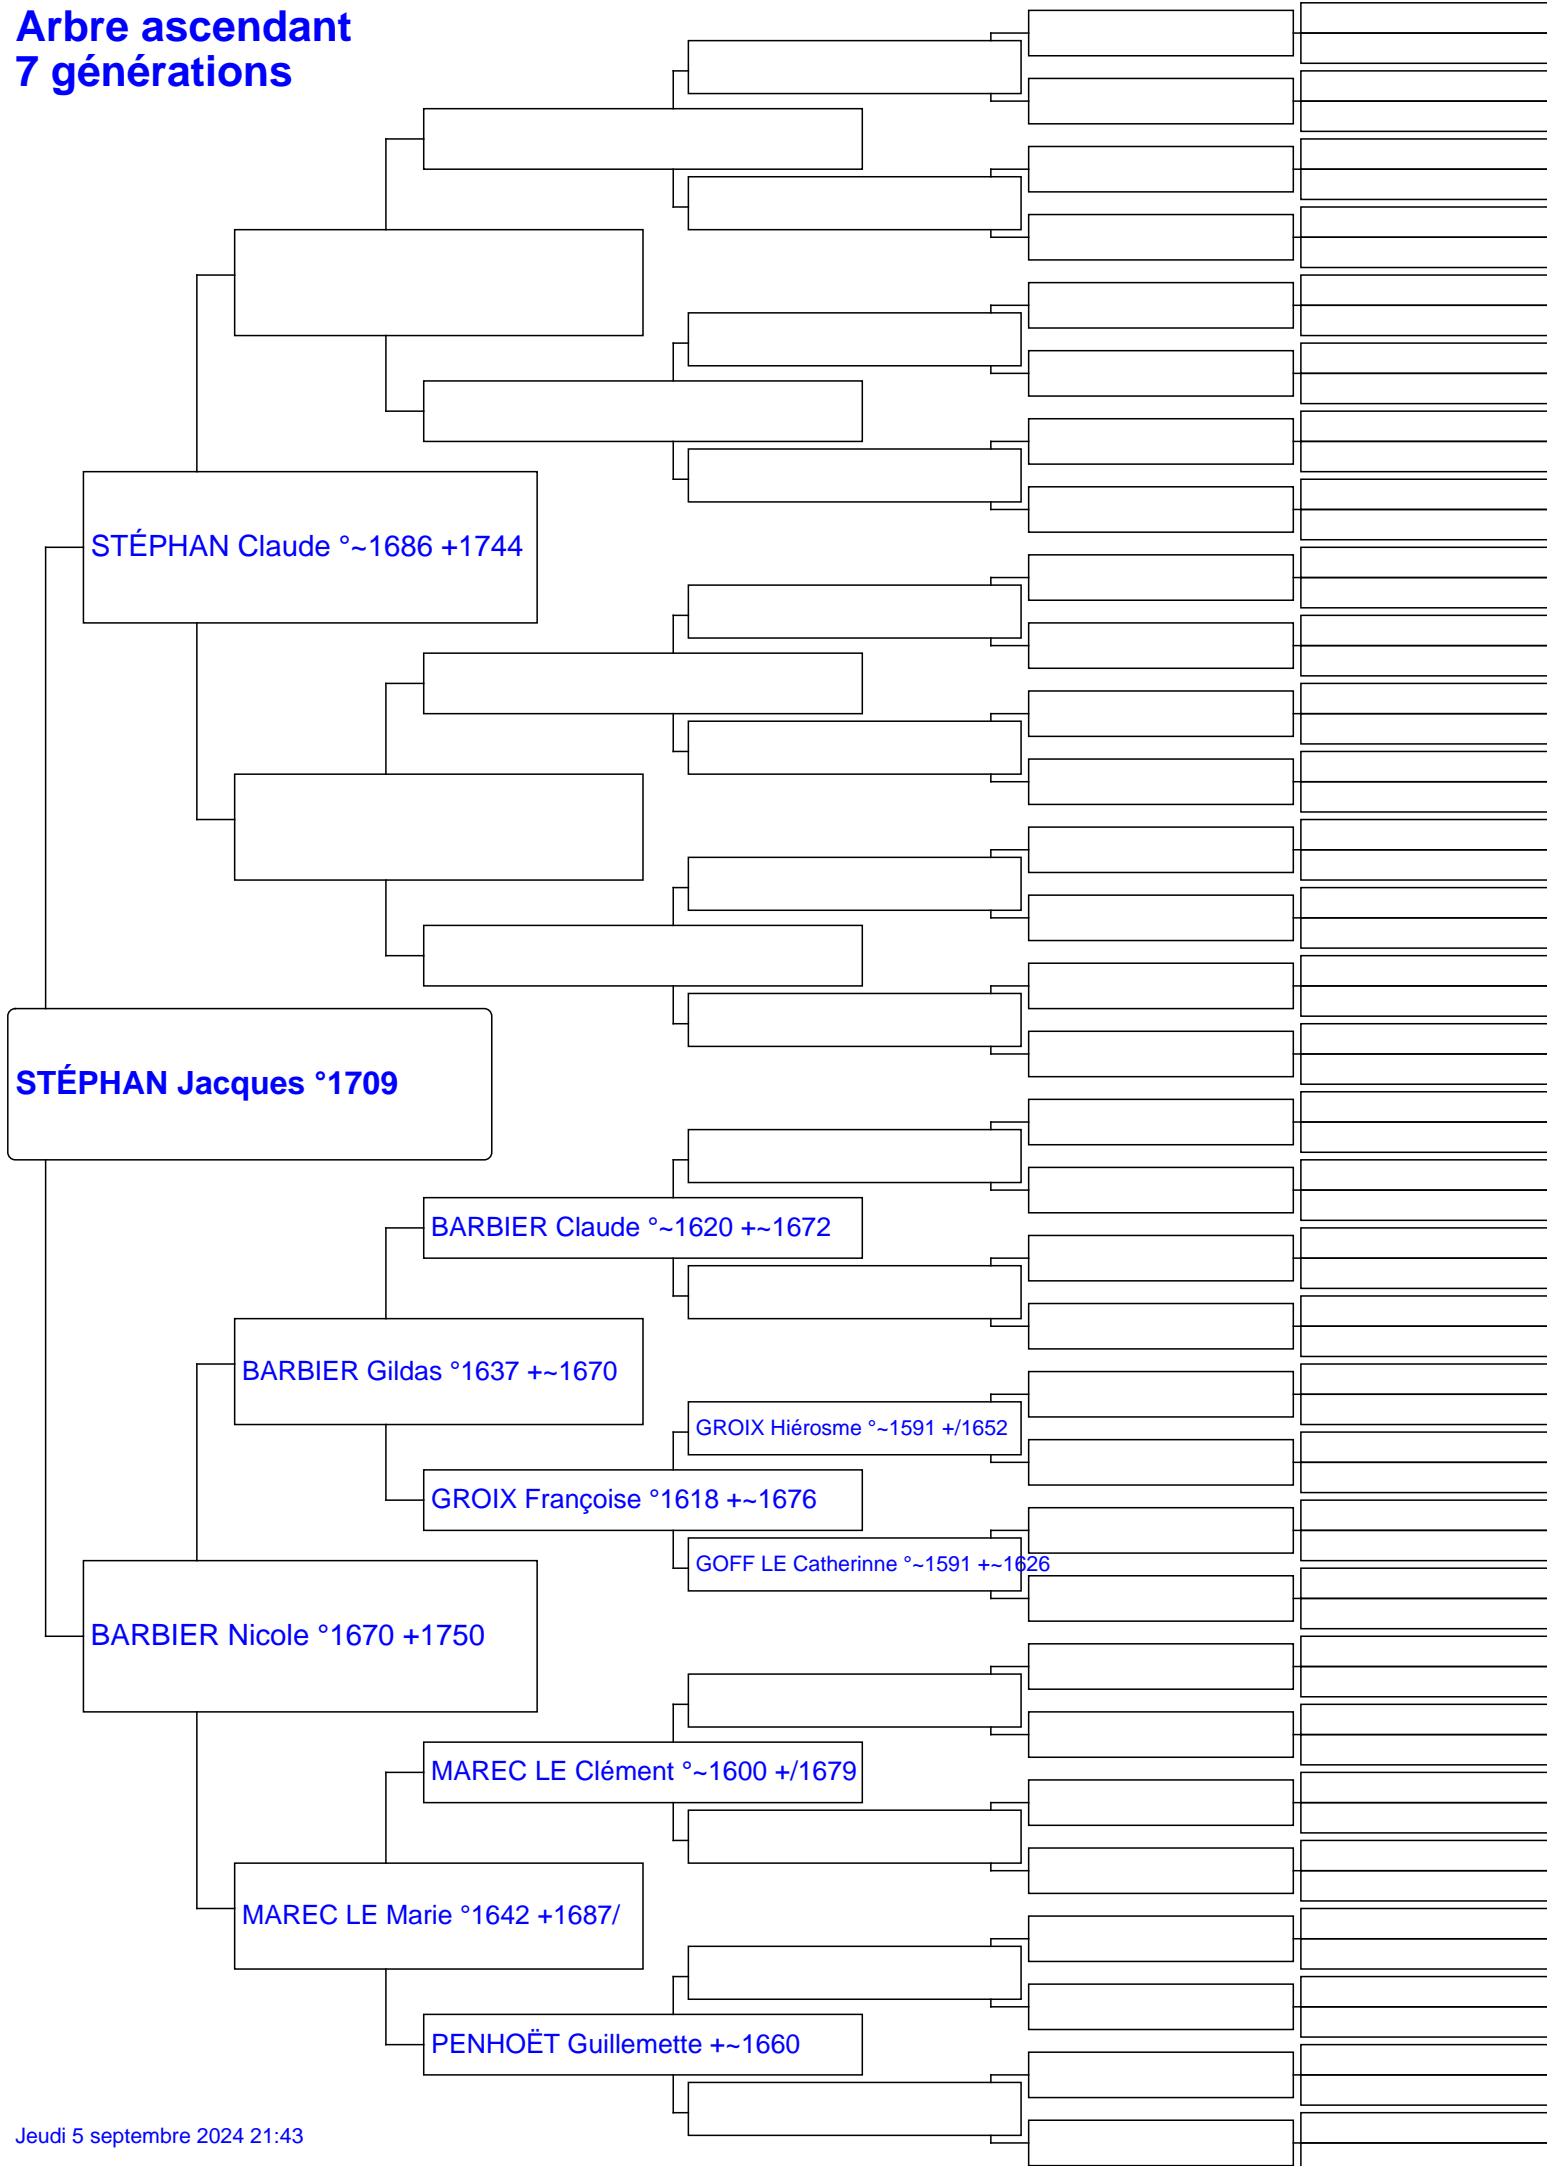 Arbre ascendant
7 générations
STÉPHAN Claude °~1686 +1744
STÉPHAN Jacques °1709
BARBIER Claude °~1620 +~1672
BARBIER Gildas °1637 +~1670
GROIX Hiérosme °~1591 +/1652
GROIX Françoise °1618 +~1676
GOFF LE Catherinne °~1591 +~1626
BARBIER Nicole °1670 +1750
MAREC LE Clément °~1600 +/1679
MAREC LE Marie °1642 +1687/
PENHOËT Guillemette +~1660
Jeudi 5 septembre 2024 21:43